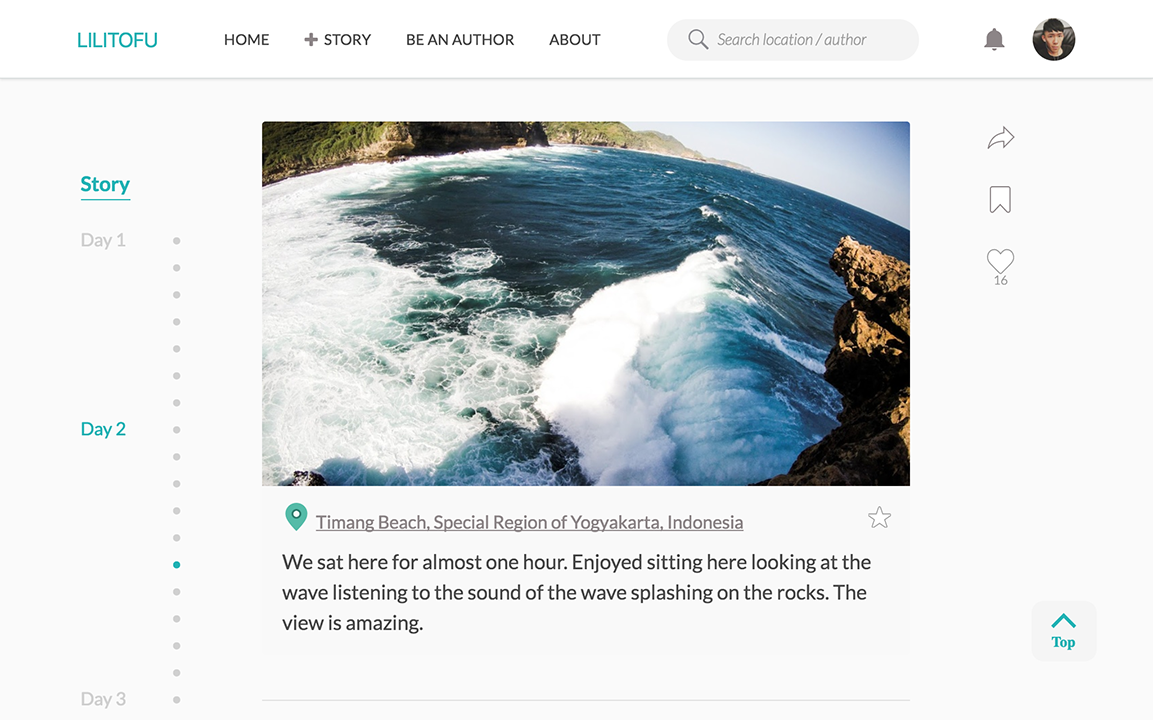 LILITOFU
HOME
STORY
BE AN AUTHOR
ABOUT
Search location / author
16
Story
Day 1
Day 2
Day 3
Timang Beach, Special Region of Yogyakarta, Indonesia
We sat here for almost one hour. Enjoyed sitting here looking at the
wave listening to the sound of the wave splashing on the rocks. The
view is amazing.
Top